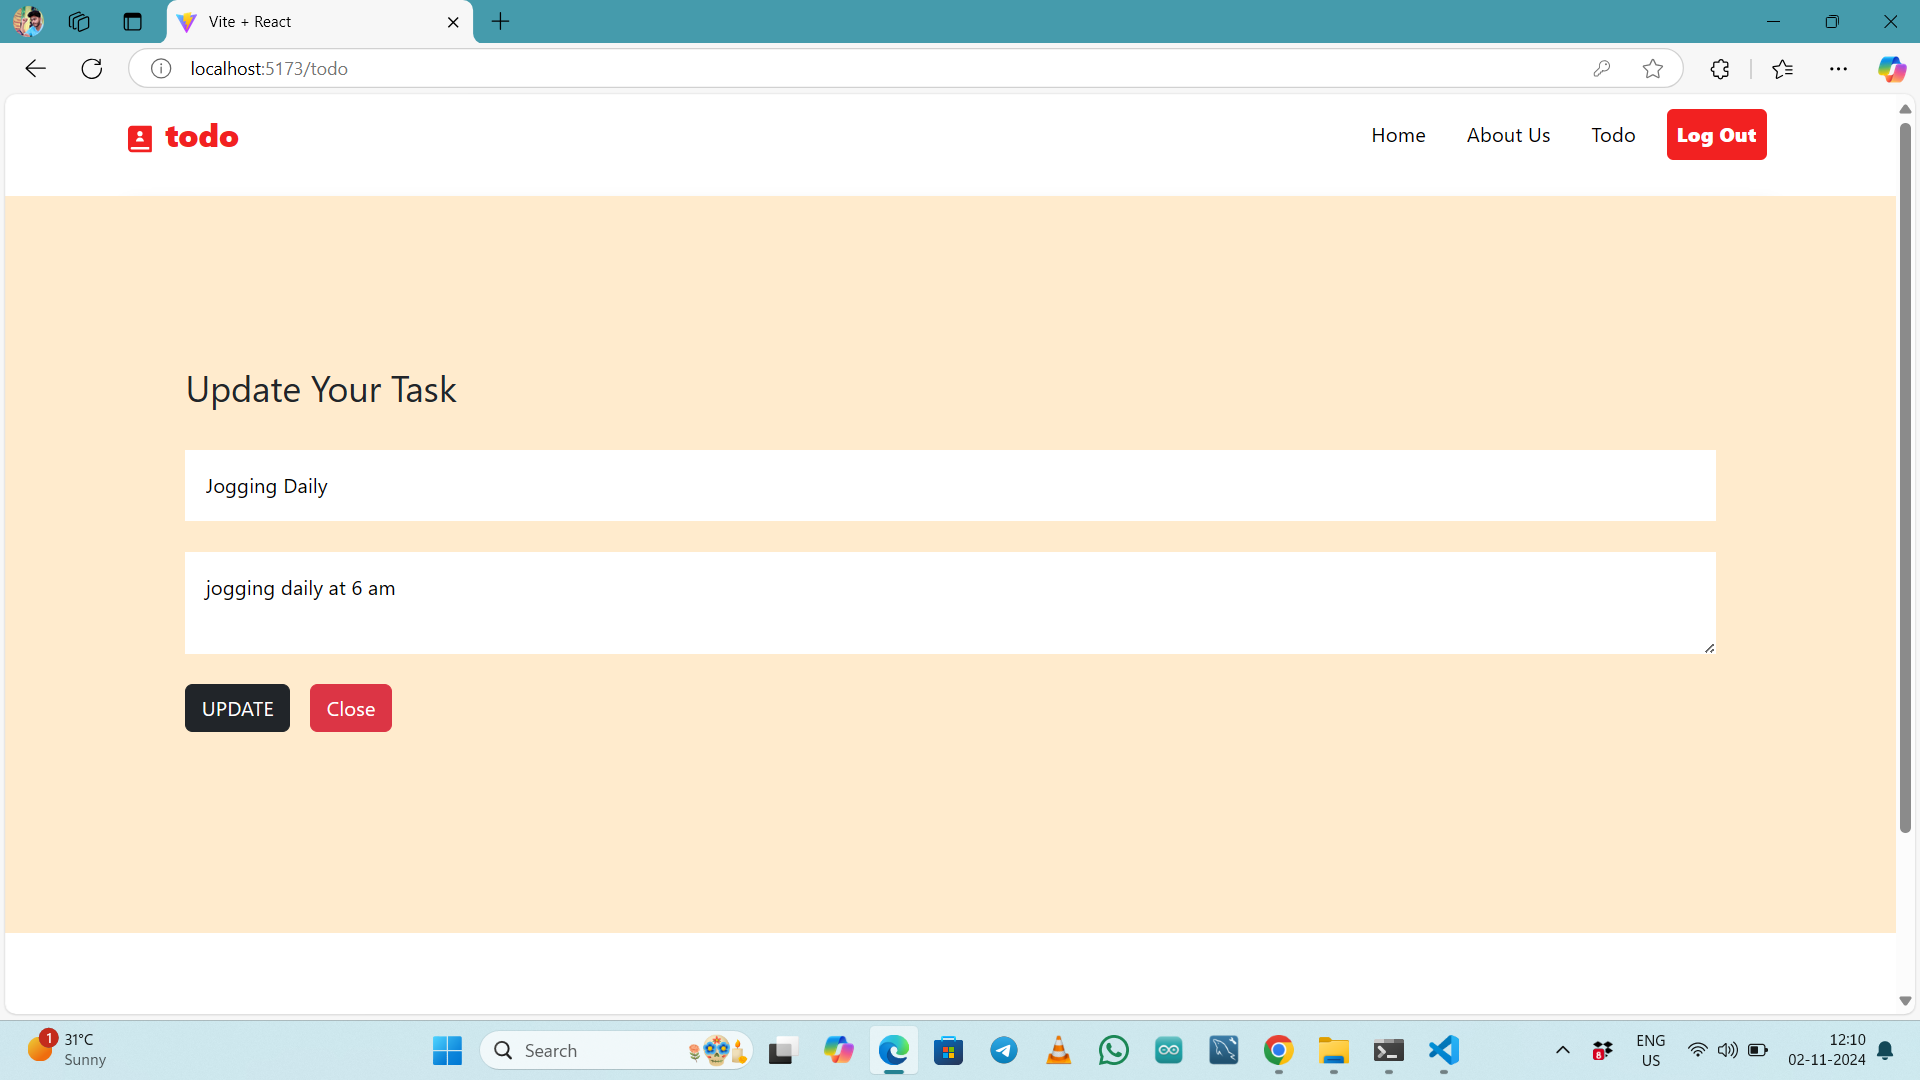 Vite + React
localhost:5173/todo
todo
Home
About Us
Todo
Log Out
Update Your Task
Jogging Daily
jogging daily at 6 am
UPDATE
Close
1
31°C
Sunny
Search
8
ENG
US
12:10
02-11-2024